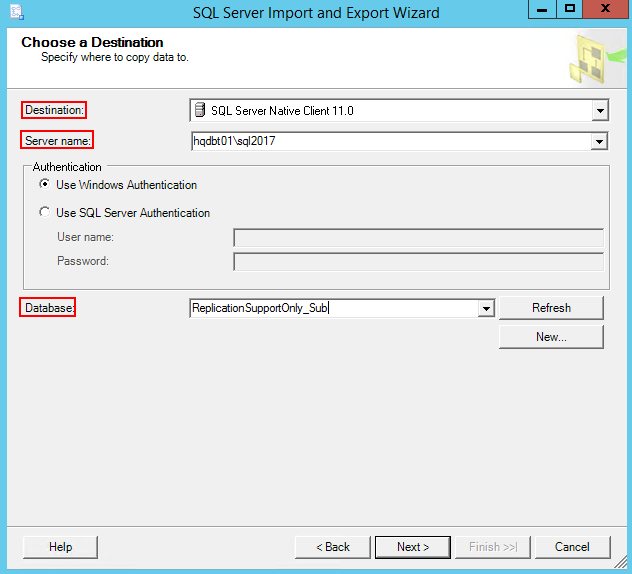 SQL Server Import and Export Wizard
Choose a Destination
Specify where to copy data to.
Destination: SQL Server Native Client 11.0
Server name: hqdbt01\sql2017
Authentication
Use Windows Authentication
Use SQL Server Authentication
User name:
Password:
Database: ReplicationSupportOnly_Sub Refresh
New...
Help < Back Next > Finish >>| Cancel